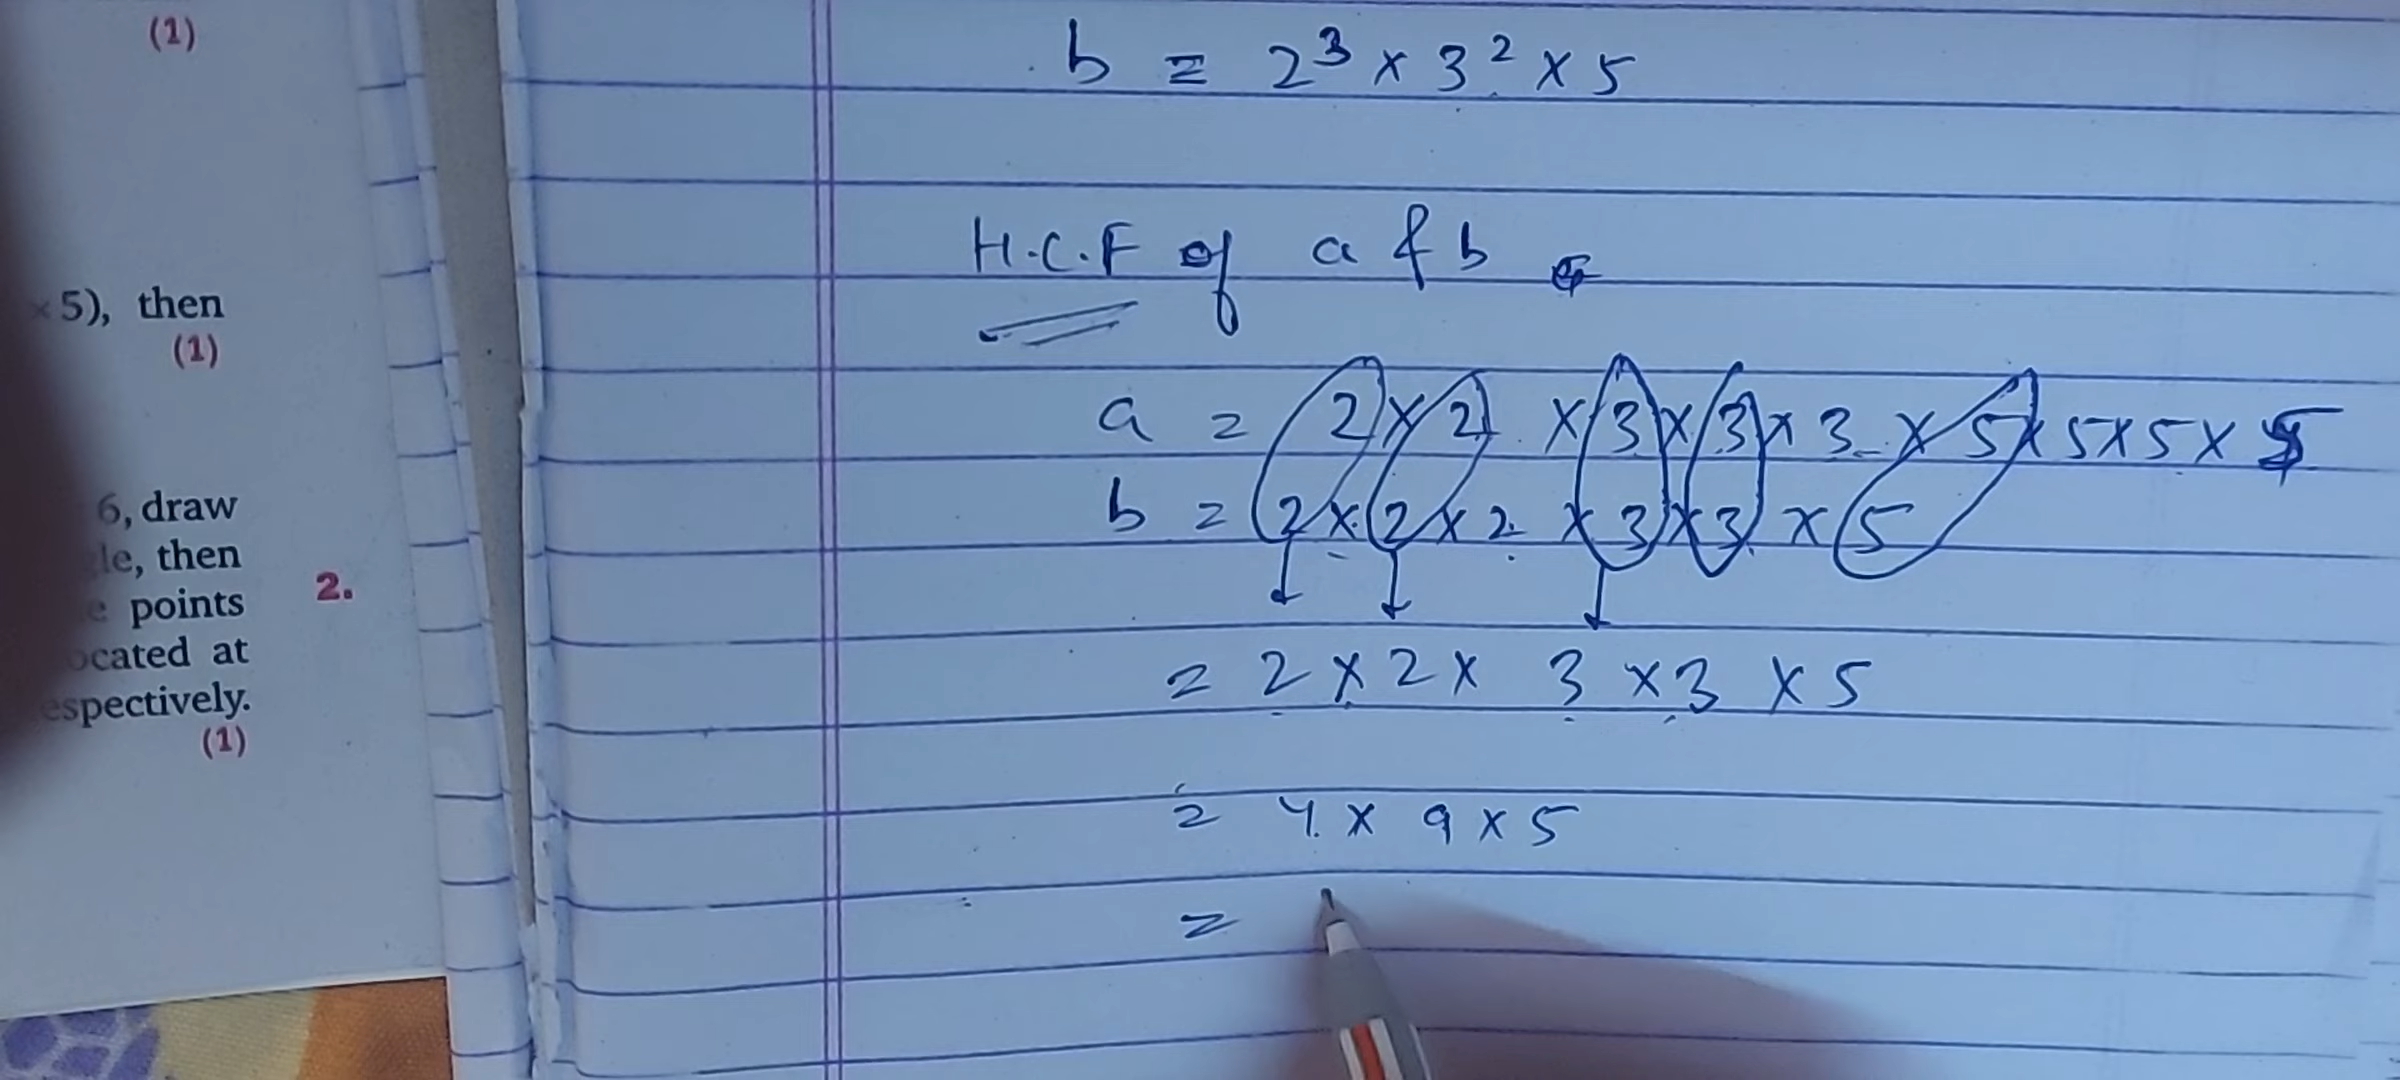 (1)
5), then
(1)
6, draw
le, then
points
ocated at
espectively.
(1)
2.
b = 2³ × 3² × 5
H.C.F of a & b
a = 2 × 2 × 3 × 3 × 3 × 5 × 5 × 5 × 5
b = 2 × 2 × 2 × 3 × 3 × 5
= 2 × 2 × 3 × 3 × 5
= 4 × 9 × 5
=